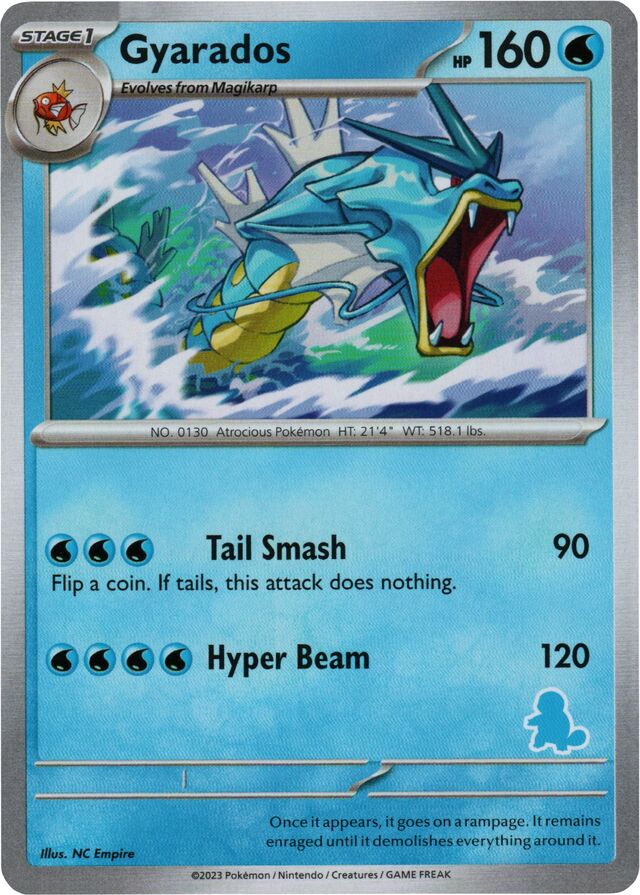 STAGE 1
Gyarados
HP 160
Evolves from Magikarp
NO. 0130 Atrocious Pokémon HT: 21'4" WT: 518.1 lbs.
Tail Smash 90
Flip a coin. If tails, this attack does nothing.
Hyper Beam 120
Once it appears, it goes on a rampage. It remains
enraged until it demolishes everything around it.
Illus. NC Empire
©2023 Pokémon / Nintendo / Creatures / GAME FREAK